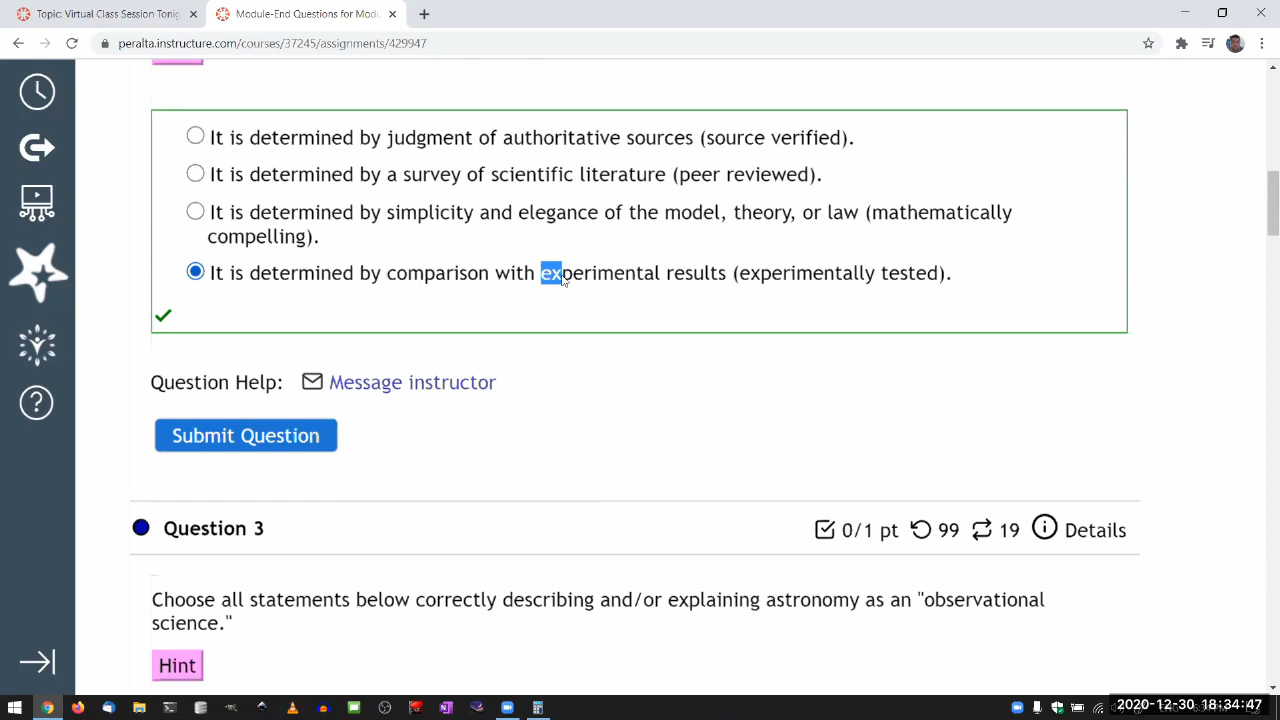 Topic: Virtual Class Session Tonig
Module-End Questions for Modu
peralta.instructure.com/courses/37245/assignments/429947
It is determined by judgment of authoritative sources (source verified).
It is determined by a survey of scientific literature (peer reviewed).
It is determined by simplicity and elegance of the model, theory, or law (mathematically
compelling).
It is determined by comparison with experimental results (experimentally tested).
Question Help: Message instructor
Submit Question
Question 3 0/1 pt 99 19 Details
Choose all statements below correctly describing and/or explaining astronomy as an "observational
science."
Hint
2020-12-30 18:34:47